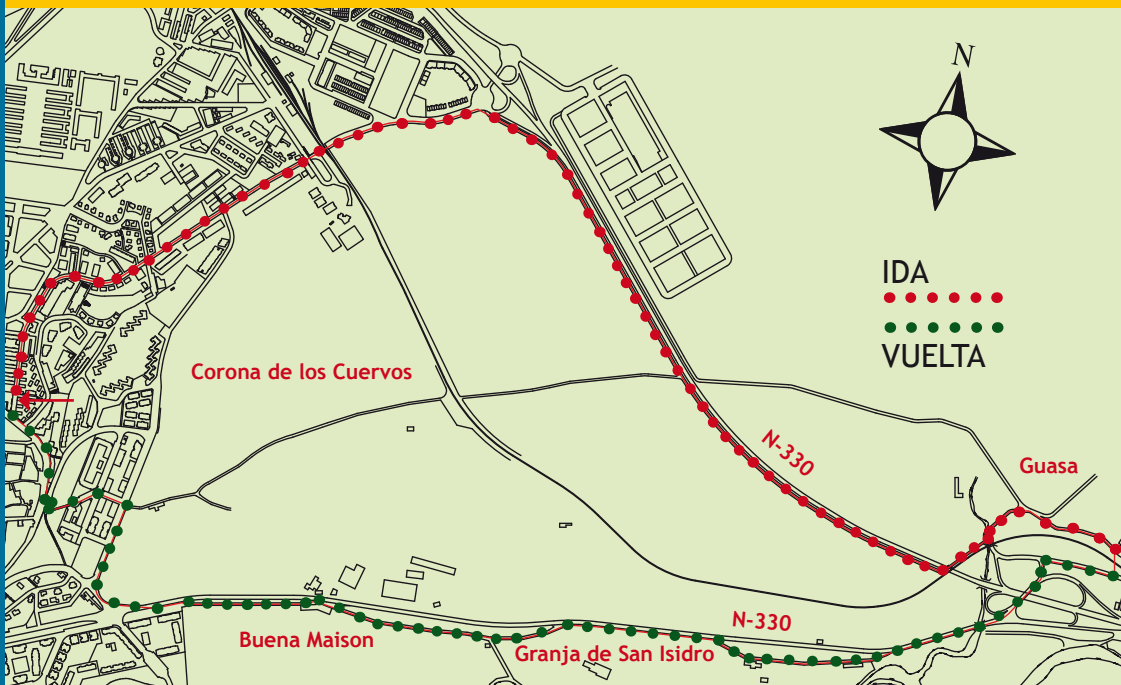 N
IDA
VUELTA
Corona de los Cuervos
N-330
Guasa
N-330
Buena Maison
Granja de San Isidro